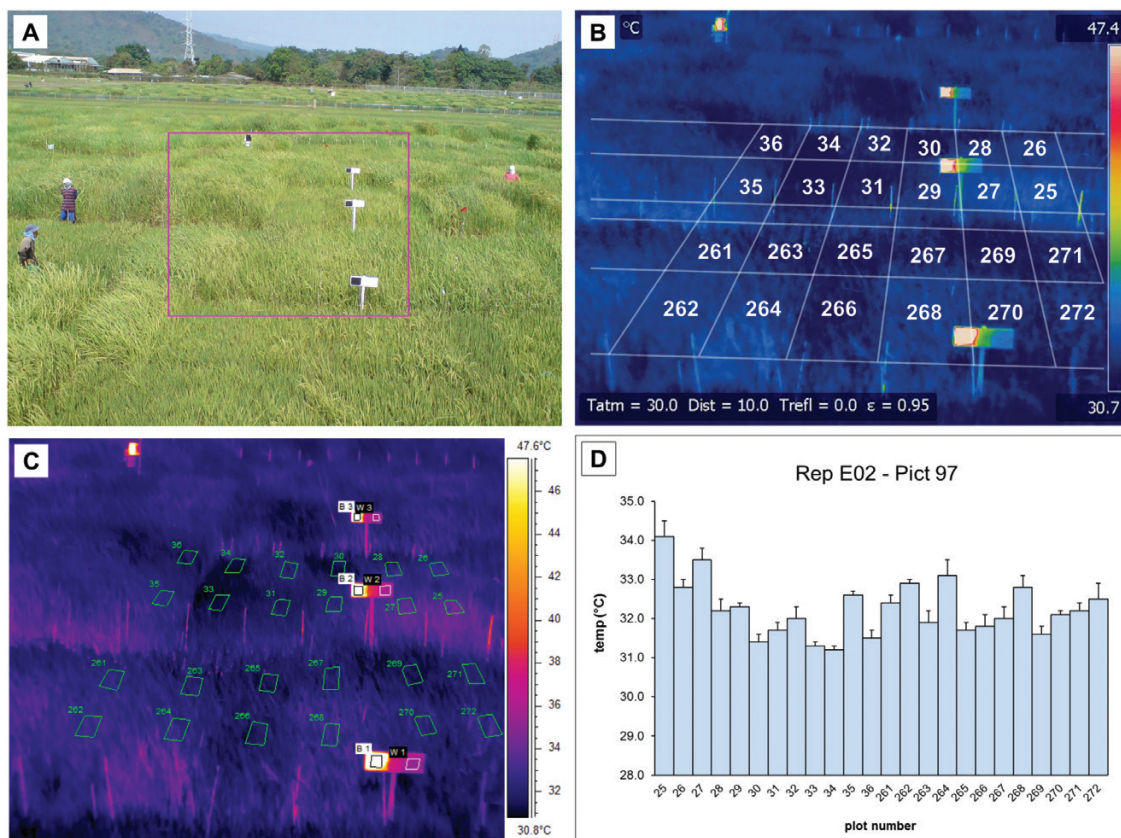 A
B
°C
47.4
36 34 32 30 28 26
35 33 31 29 27 25
261 263 265 267 269 271
262 264 266 268 270 272
Tatm = 30.0 Dist = 10.0 Trefl = 0.0 ε = 0.95
30.7
C
47.6°C
46
44
42
40
38
36
34
32
30.8°C
B 3 W 3
36 34 32 30 28 26
B 2 W 2
35 33 31 29 27 25
261 263 265 267 269 271
262 264 266 268 270 272
B 1 W 1
D
Rep E02 - Pict 97
temp (°C)
35.0
34.0
33.0
32.0
31.0
30.0
29.0
28.0
25 26 27 28 29 30 31 32 33 34 35 36 261 262 263 264 265 266 267 268 269 270 271 272
plot number